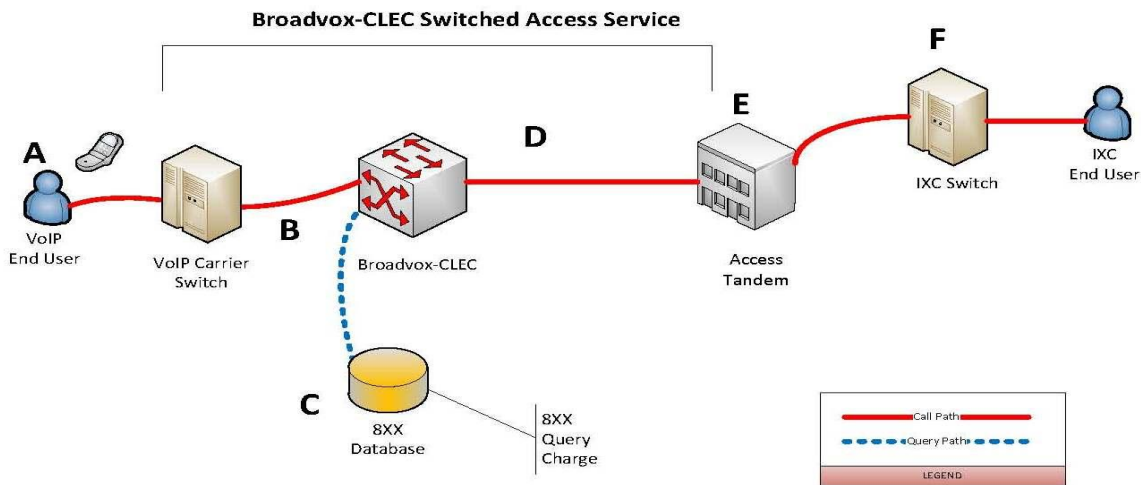 Broadvox-CLEC Switched Access Service
F
E
D
A
IXC
End User
IXC Switch
B
VoIP
End User
VoIP Carrier
Switch
Broadvox-CLEC
Access
Tandem
C
8XX
Database
8XX
Query
Charge
Call Path
Query Path
LEGEND